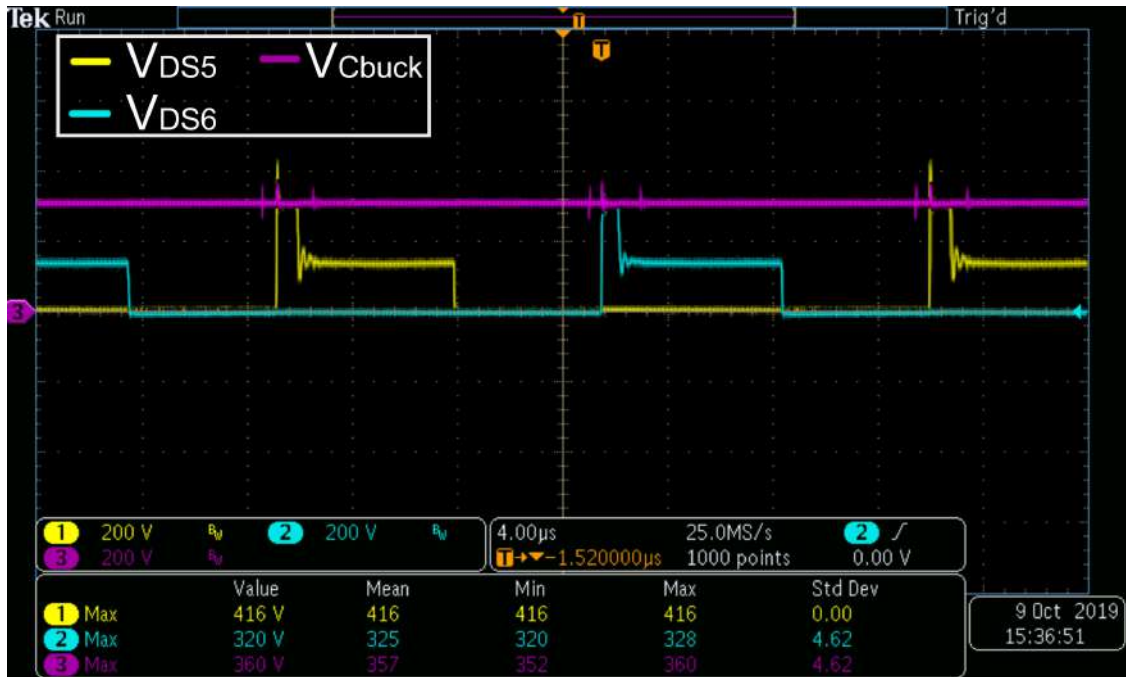 Tek Run Trig'd
T
T
VDS5 VCbuck
VDS6
3
1 200 V BW 2 200 V BW 4.00µs 25.0MS/s 2
3 200 V BW T→▼-1.520000µs 1000 points 0.00 V
Value Mean Min Max Std Dev
1 Max 416 V 416 416 416 0.00
2 Max 320 V 325 320 328 4.62
3 Max 360 V 357 352 360 4.62
9 Oct 2019
15:36:51